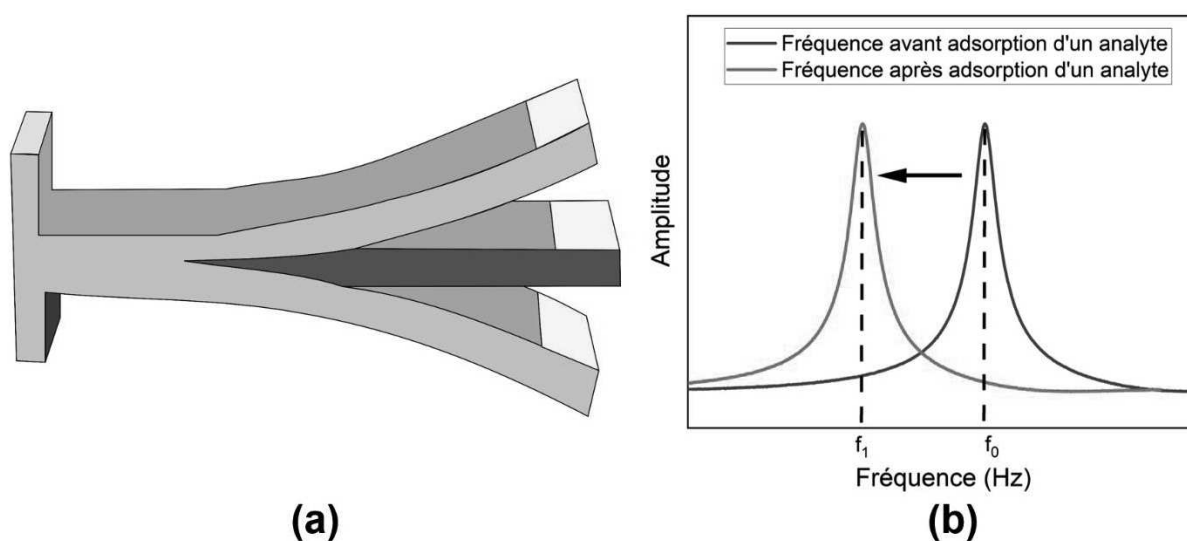 Fréquence avant adsorption d'un analyte
Fréquence après adsorption d'un analyte
Amplitude
f₁ f₀
Fréquence (Hz)
(a) (b)